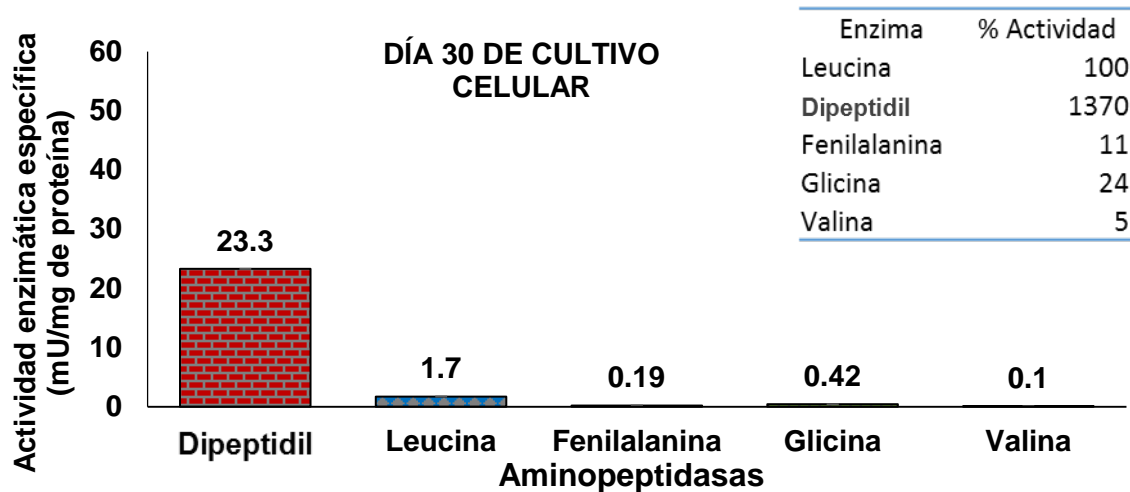 Actividad enzimática específica
(mU/mg de proteína)
60
50
40
30
20
10
0
DÍA 30 DE CULTIVO
CELULAR
23.3
1.7
0.19
0.42
0.1
Dipeptidil
Leucina
Fenilalanina
Glicina
Valina
Aminopeptidasas
Enzima % Actividad
Leucina 100
Dipeptidil 1370
Fenilalanina 11
Glicina 24
Valina 5